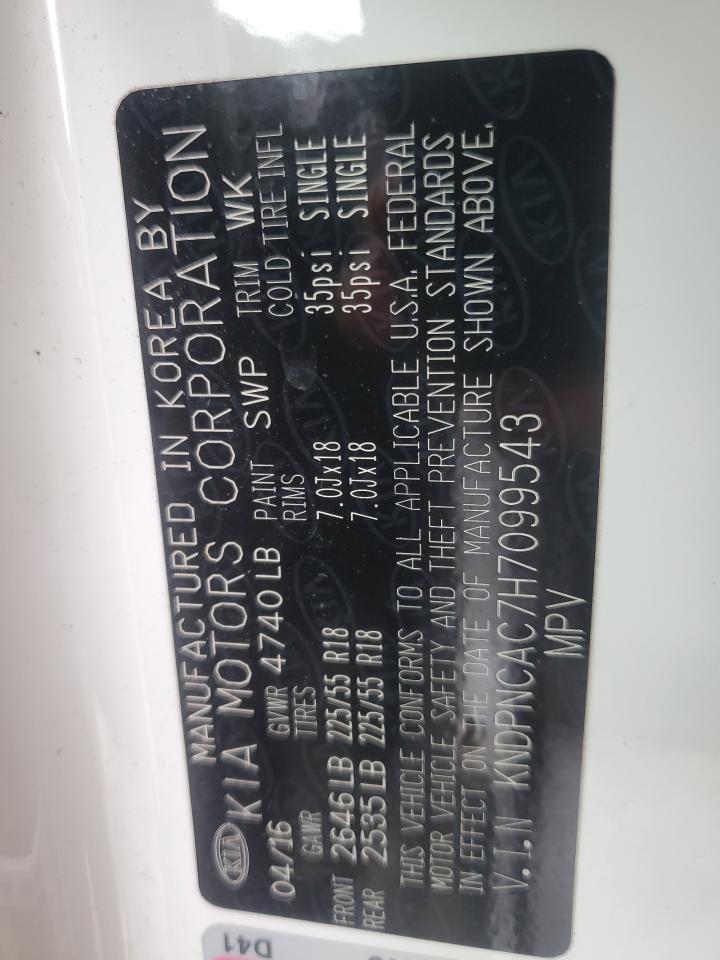 MANUFACTURED IN KOREA BY
KIA KIA MOTORS CORPORATION
04/16 GVWR 4740LB PAINT SWP TRIM WK
GAWR TIRES RIMS COLD TIRE INFL
FRONT 2646LB 225/55 R18 7.0Jx18 35psi SINGLE
REAR 2535LB 225/55 R18 7.0Jx18 35psi SINGLE
THIS VEHICLE CONFORMS TO ALL APPLICABLE U.S.A. FEDERAL
MOTOR VEHICLE SAFETY AND THEFT PREVENTION STANDARDS
IN EFFECT ON THE DATE OF MANUFACTURE SHOWN ABOVE.
V.I.N KNDPNCAC7H7099543
MPV
D41